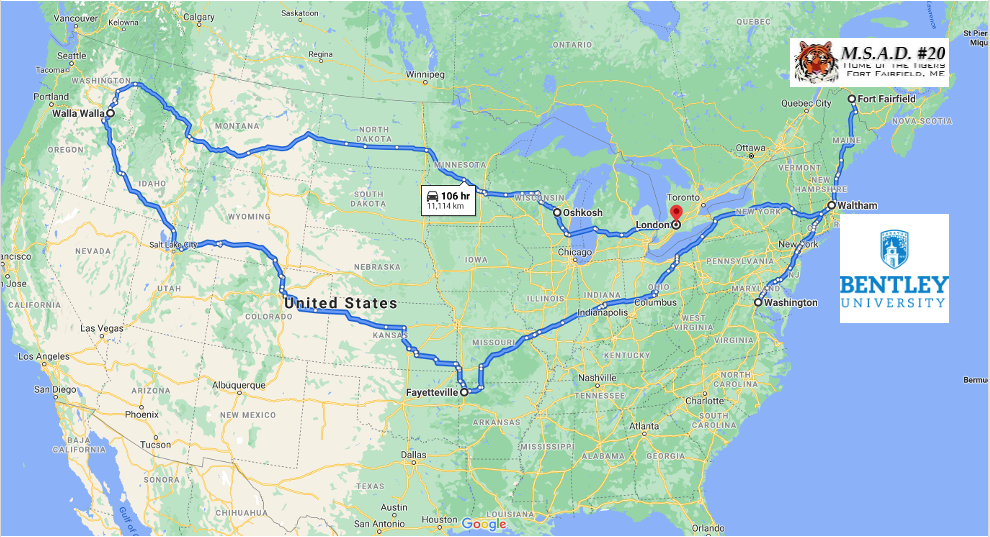 Vancouver
Kelowna
Calgary
Saskatoon
Regina
Winnipeg
ONTARIO
QUEBEC
M.S.A.D. #20
HOME OF THE TIGERS
FORT FAIRFIELD, ME
St Pier
Miqu
Seattle
Tacoma
WASHINGTON
Portland
Walla Walla
OREGON
MONTANA
NORTH
DAKOTA
MINNESOTA
Quebec City
Fort Fairfield
NOVA SCOTIA
MAINE
Ottawa
VERMONT
NEW
HAMPSHIRE
IDAHO
WYOMING
SOUTH
DAKOTA
106 hr
11,114 km
WISCONSIN
Oshkosh
Toronto
London
NEW YORK
Waltham
Salt Lake City
NEVADA
UTAH
ncisco
n Jose
CALIFORNIA
NEBRASKA
IOWA
Chicago
ILLINOIS
INDIANA
OHIO
Columbus
Indianapolis
PENNSYLVANIA
New York
NJ
MARYLAND
Washington
BENTLEY
UNIVERSITY
United States
COLORADO
KANSAS
MISSOURI
WEST
VIRGINIA
VIRGINIA
KENTUCKY
Las Vegas
Los Angeles
San Diego
ARIZONA
Phoenix
Tucson
Albuquerque
NEW MEXICO
Fayetteville
Nashville
TENNESSEE
NORTH
CAROLINA
Charlotte
SOUTH
CAROLINA
Bermu
ARKANSAS
MISSISSIPPI
ALABAMA
Atlanta
GEORGIA
Dallas
TEXAS
BAJA
CALIFORNIA
SONORA
CHIHUAHUA
Gulf of
Austin
San Antonio
Houston
LOUISIANA
Google
Orlando